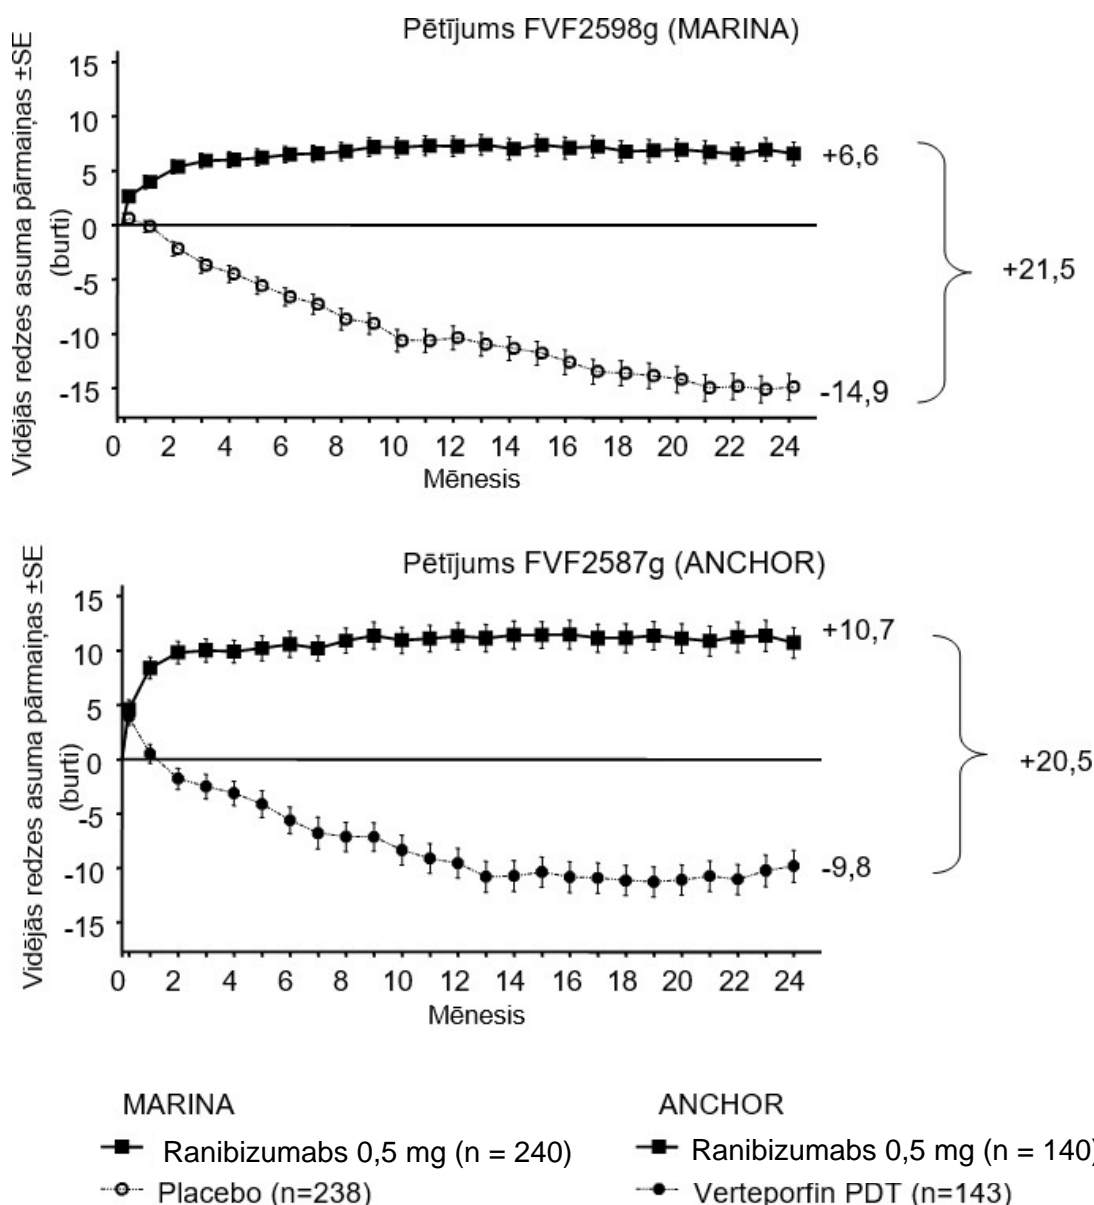 Pētījums FVF2598g (MARINA)
Vidējās redzes asuma pārmaiņas ±SE
(burti)
15
10
5
0
-5
-10
-15
+6,6
+21,5
-14,9
0 2 4 6 8 10 12 14 16 18 20 22 24
Mēnesis
Pētījums FVF2587g (ANCHOR)
Vidējās redzes asuma pārmaiņas ±SE
(burti)
15
10
5
0
-5
-10
-15
+10,7
+20,5
-9,8
0 2 4 6 8 10 12 14 16 18 20 22 24
Mēnesis
MARINA
Ranibizumabs 0,5 mg (n = 240)
Placebo (n=238)
ANCHOR
Ranibizumabs 0,5 mg (n = 140)
Verteporfin PDT (n=143)